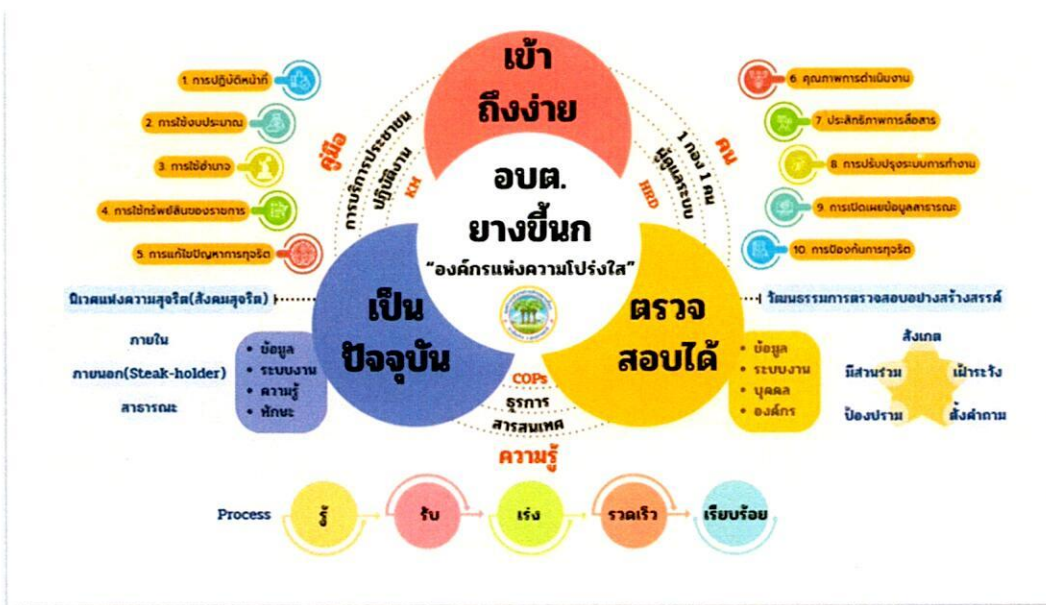 เข้า
ถึงง่าย
1. การปฏิบัติหน้าที่
2. การใช้งบประมาณ
3. การใช้อำนาจ
4. การใช้ทรัพย์สินของราชการ
5. การแก้ไขปัญหาการทุจริต
คู่มือ
การบริการประชาชน
ปฏิบัติงาน
KM
อบต.
ยางขี้นก
“องค์กรแห่งความโปร่งใส”
คน
1 กอง 1 คน
ผู้ดูแลระบบ
HRD
6. คุณภาพการดำเนินงาน
7. ประสิทธิภาพการสื่อสาร
8. การปรับปรุงระบบการทำงาน
9. การเปิดเผยข้อมูลสาธารณะ
10. การป้องกันการทุจริต
นิเวศแห่งความสุจริต(สังคมสุจริต)
ภายใน
ภายนอก(Steak-holder)
สาธารณะ
• ข้อมูล
• ระบบงาน
• ความรู้
• ทักษะ
เป็น
ปัจจุบัน
ตรวจ
สอบได้
COPs
ธุรการ
สารสนเทศ
ความรู้
วัฒนธรรมการตรวจสอบอย่างสร้างสรรค์
• ข้อมูล
• ระบบงาน
• บุคคล
• องค์กร
สังเกต
มีส่วนร่วม
เฝ้าระวัง
ป้องปราม
ตั้งคำถาม
Process
รู้
รับ
เร่ง
รวดเร็ว
เรียบร้อย